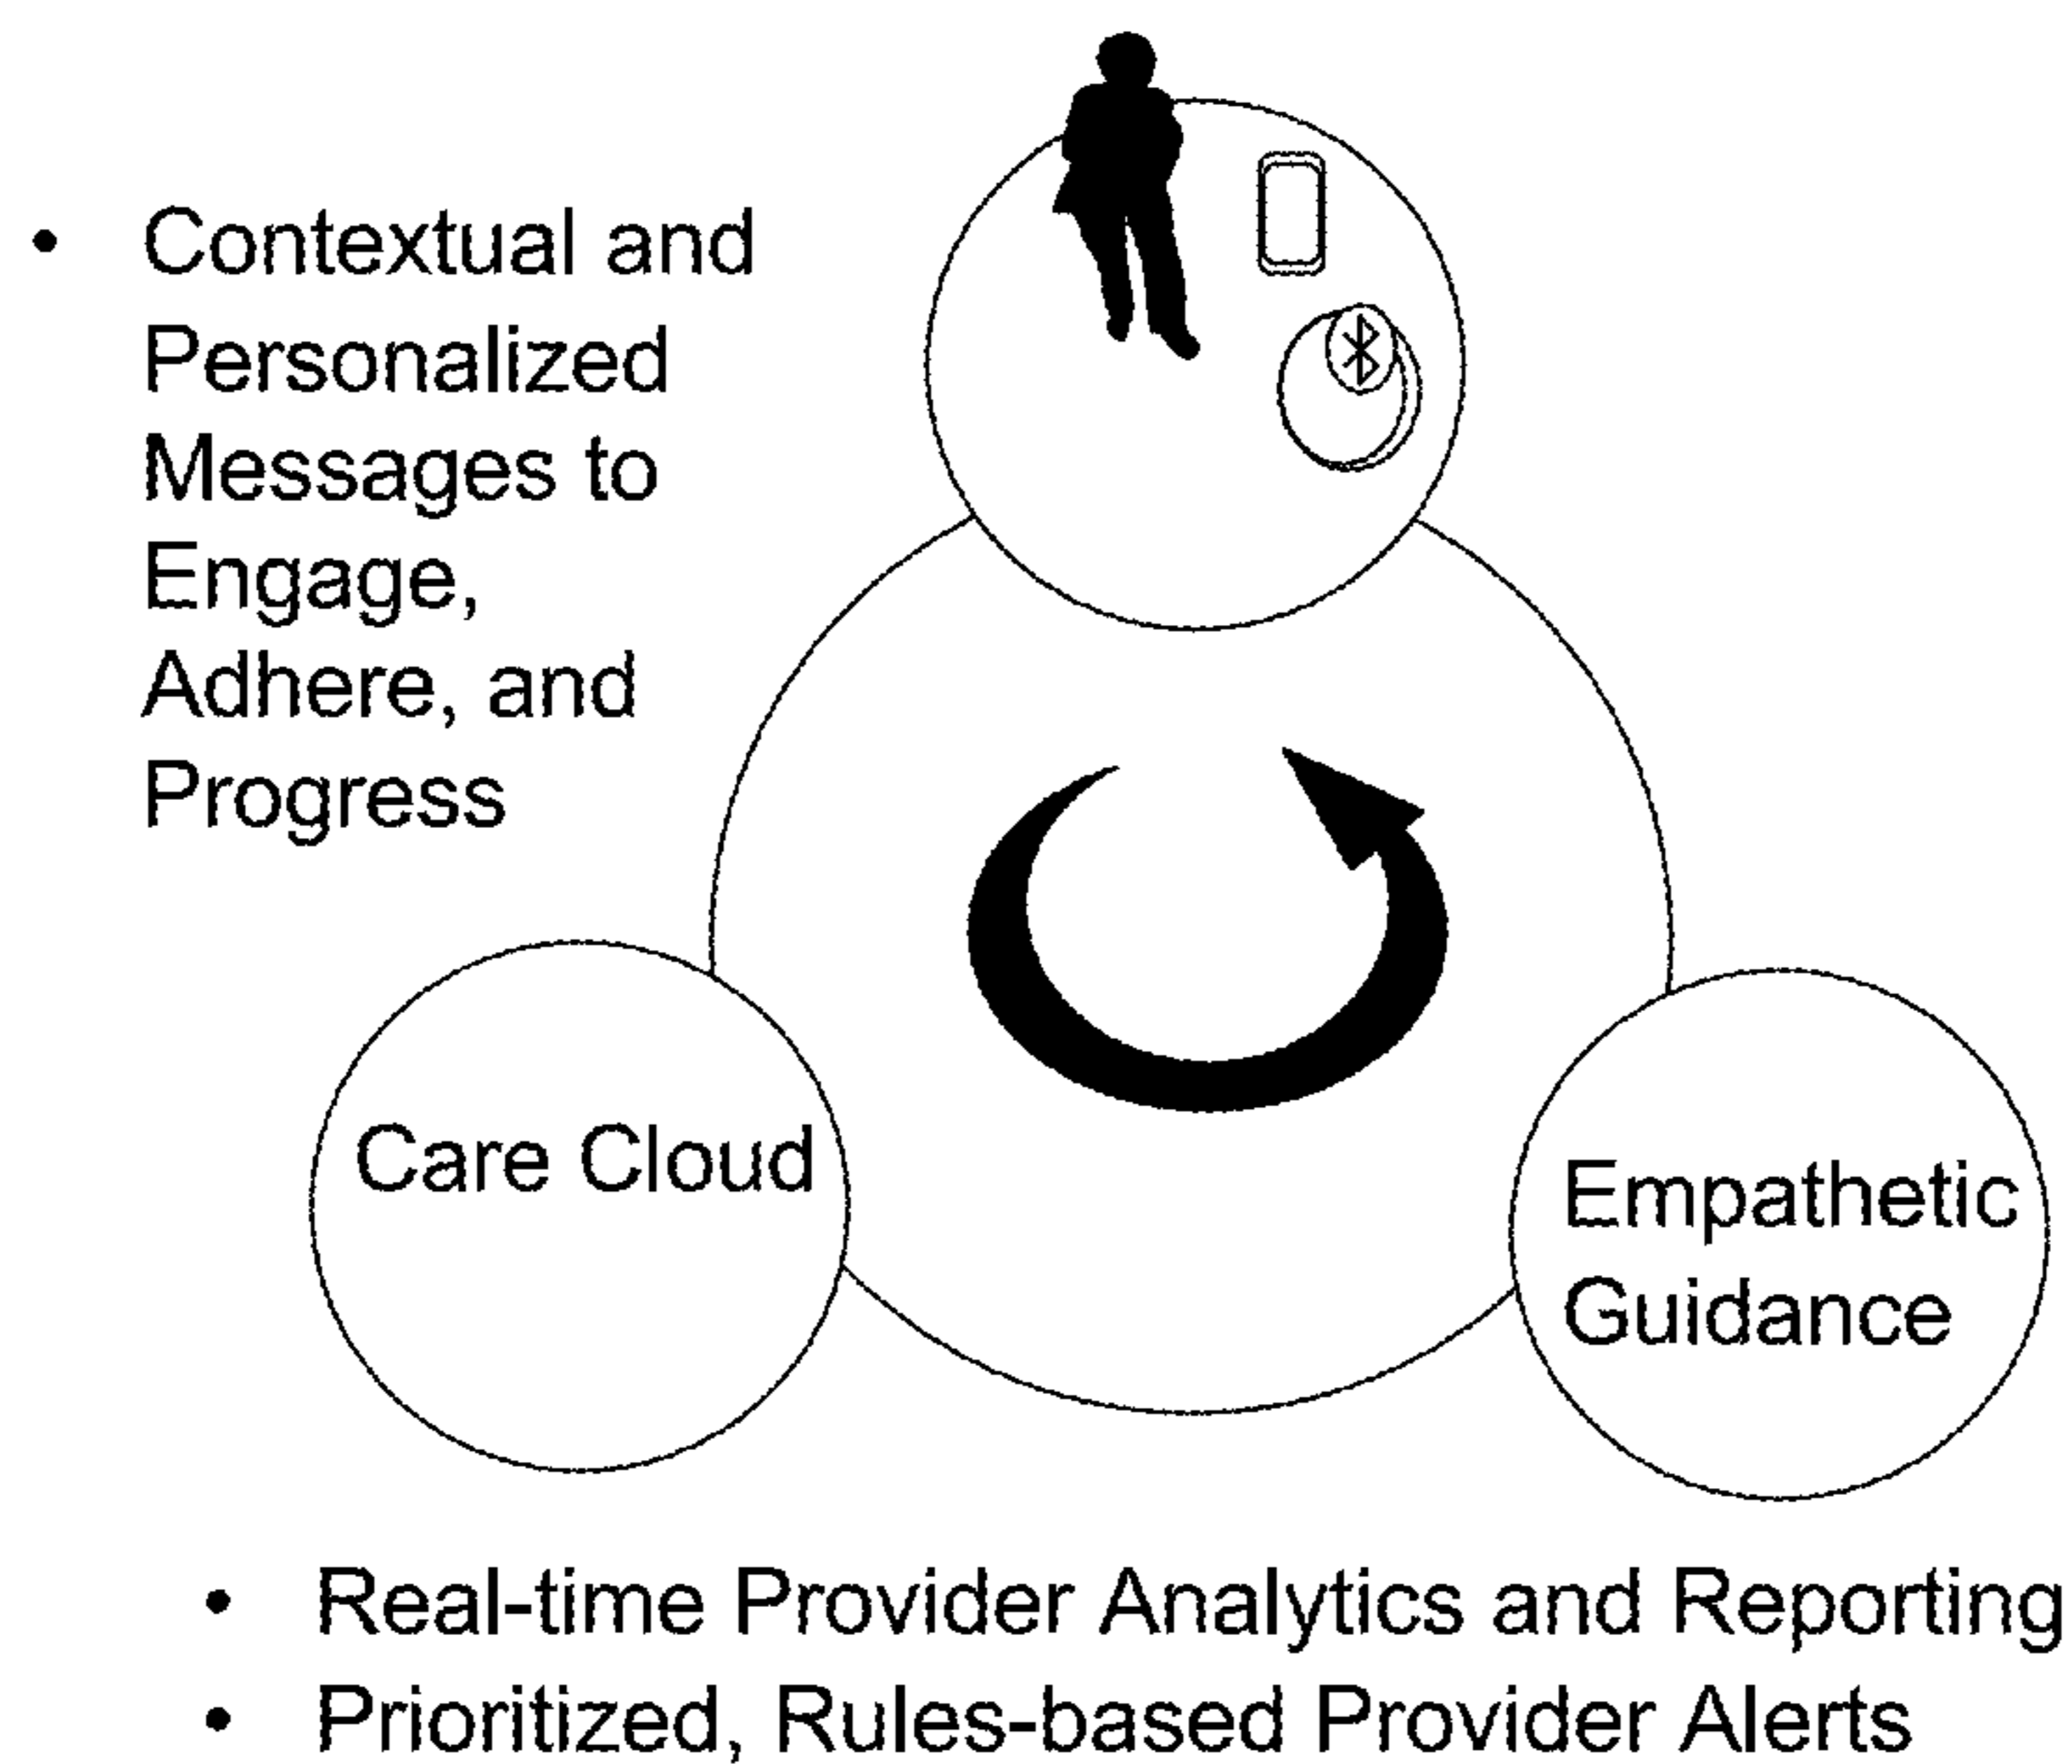 • Contextual and
Personalized
Messages to
Engage,
Adhere, and
Progress
Care Cloud
Empathetic
Guidance
• Real-time Provider Analytics and Reporting
• Prioritized, Rules-based Provider Alerts